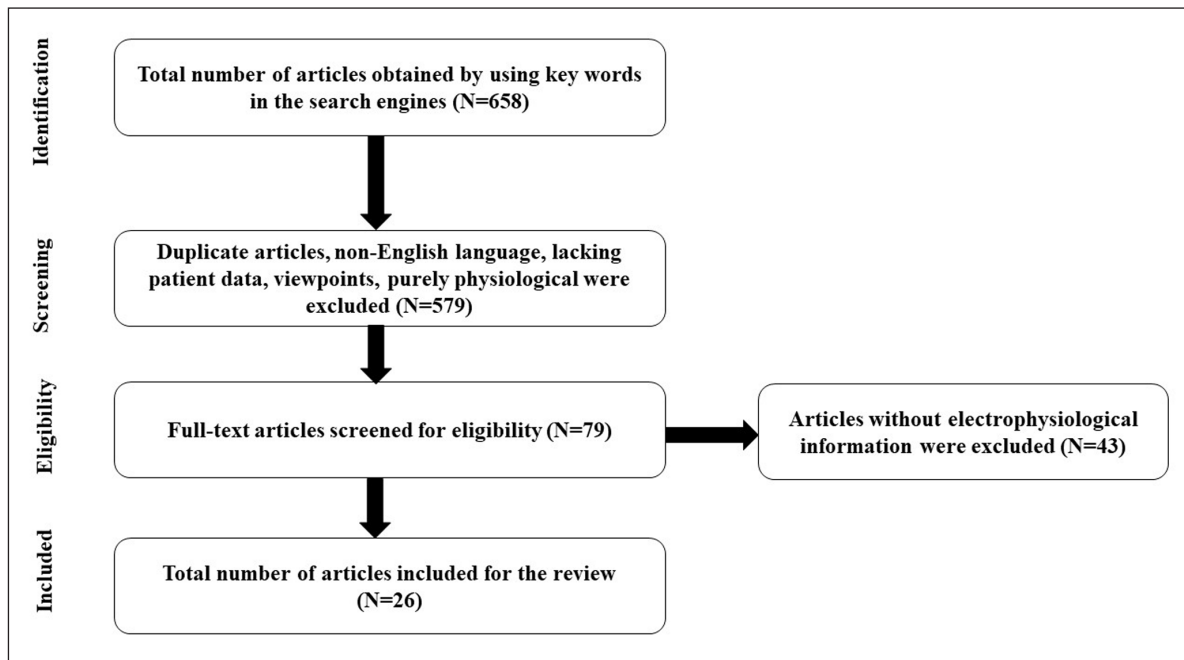 Identification
Total number of articles obtained by using key words
in the search engines (N=658)
Screening
Duplicate articles, non-English language, lacking
patient data, viewpoints, purely physiological were
excluded (N=579)
Eligibility
Full-text articles screened for eligibility (N=79)
Articles without electrophysiological
information were excluded (N=43)
Included
Total number of articles included for the review
(N=26)